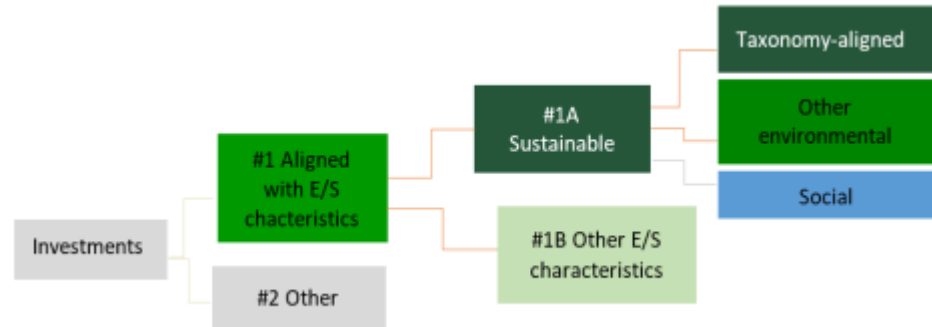 Taxonomy-aligned
#1A
Sustainable
Other
environmental
#1 Aligned
with E/S
chacteristics
Social
Investments
#1B Other E/S
characteristics
#2 Other